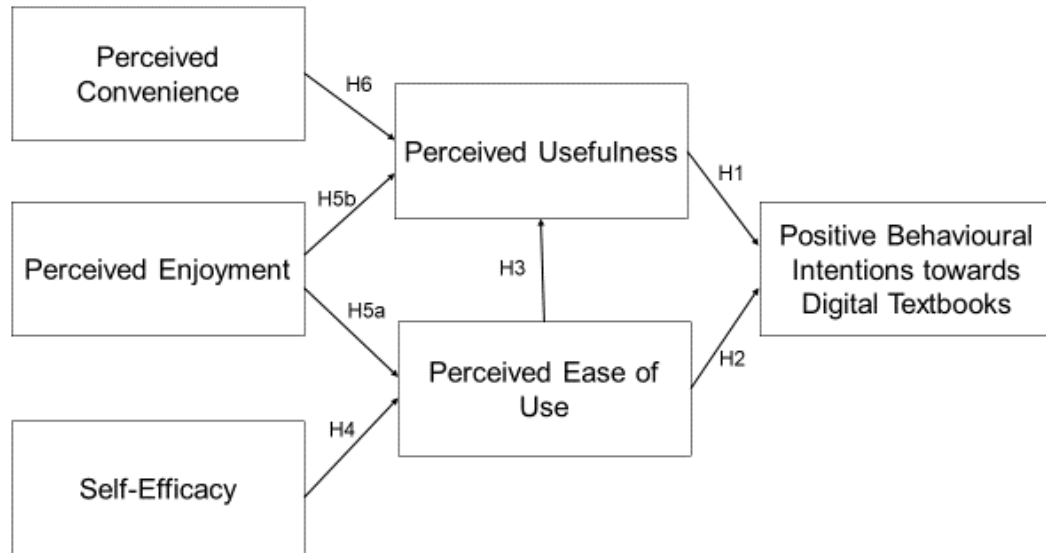 Perceived
Convenience
H6
Perceived Usefulness
H1
H5b
Perceived Enjoyment
Positive Behavioural
Intentions towards
Digital Textbooks
H3
H5a
Perceived Ease of
Use
H2
H4
Self-Efficacy